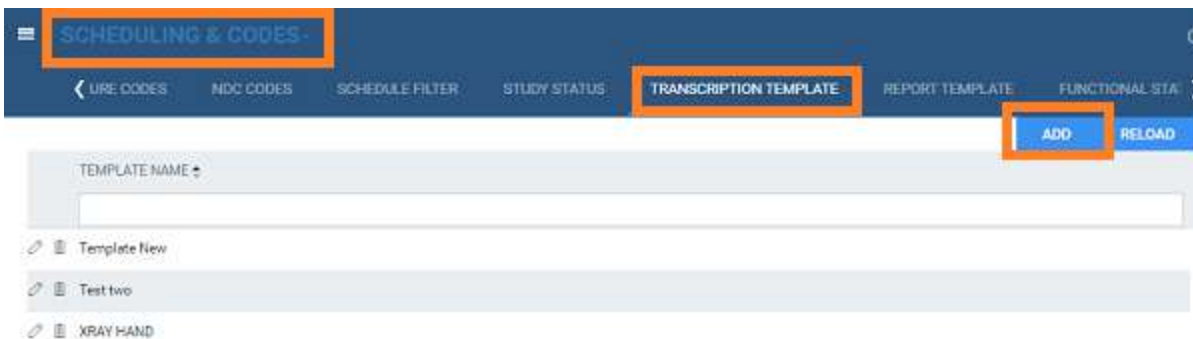 SCHEDULING & CODES
URE CODES NDC CODES SCHEDULE FILTER STUDY STATUS TRANSCRIPTION TEMPLATE REPORT TEMPLATE FUNCTIONAL STA
ADD RELOAD
TEMPLATE NAME
Template New
Test two
XRAY HAND